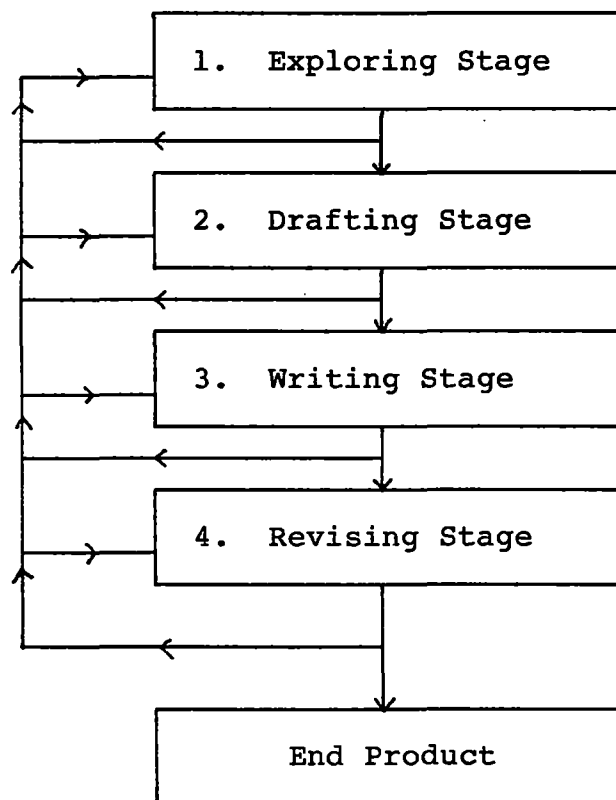 1. Exploring Stage
2. Drafting Stage
3. Writing Stage
4. Revising Stage
End Product